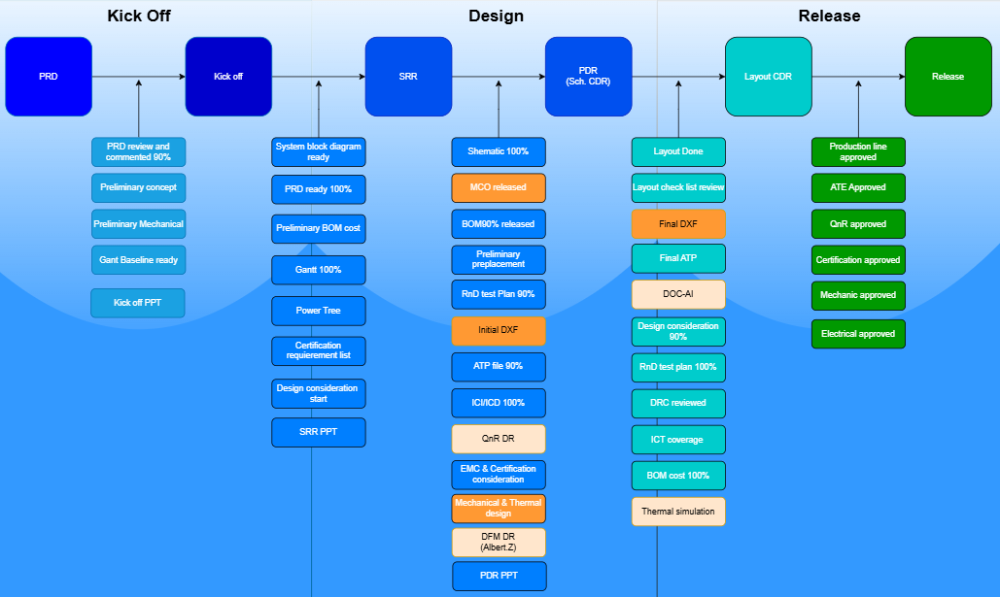 Kick Off
Design
Release
PRD
Kick off
SRR
PDR
(Sch. CDR)
Layout CDR
Release
PRD review and
commented 90%
Preliminary concept
Preliminary Mechanical
Gant Baseline ready
Kick off PPT
System block diagram
ready
PRD ready 100%
Preliminary BOM cost
Gantt 100%
Power Tree
Certification
requierement list
Design consideration
start
SRR PPT
Shematic 100%
MCO released
BOM90% released
Preliminary
preplacement
RnD test Plan 90%
Initial DXF
ATP file 90%
ICI/ICD 100%
QnR DR
EMC & Certification
consideration
Mechanical & Thermal
design
DFM DR
(Albert.Z)
PDR PPT
Layout Done
Layout check list review
Final DXF
Final ATP
DOC-AI
Design consideration
90%
RnD test plan 100%
DRC reviewed
ICT coverage
BOM cost 100%
Thermal simulation
Production line
approved
ATE Approved
QnR approved
Certification approved
Mechanic approved
Electrical approved